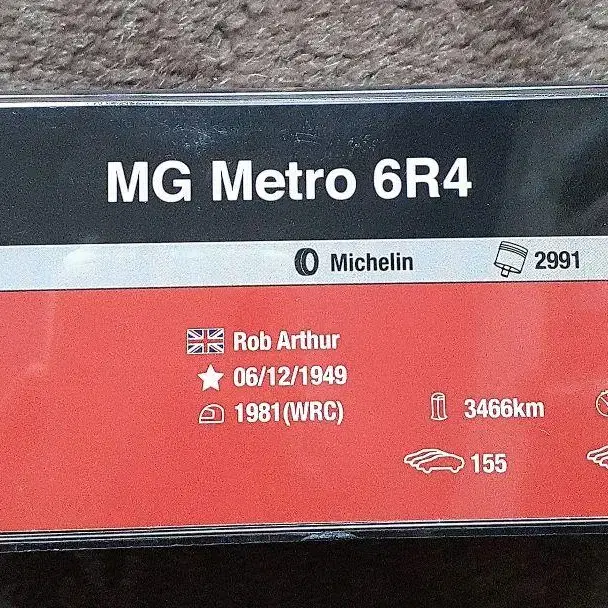 MG Metro 6R4
Michelin 2991
Rob Arthur
06/12/1949
1981(WRC) 3466km
155